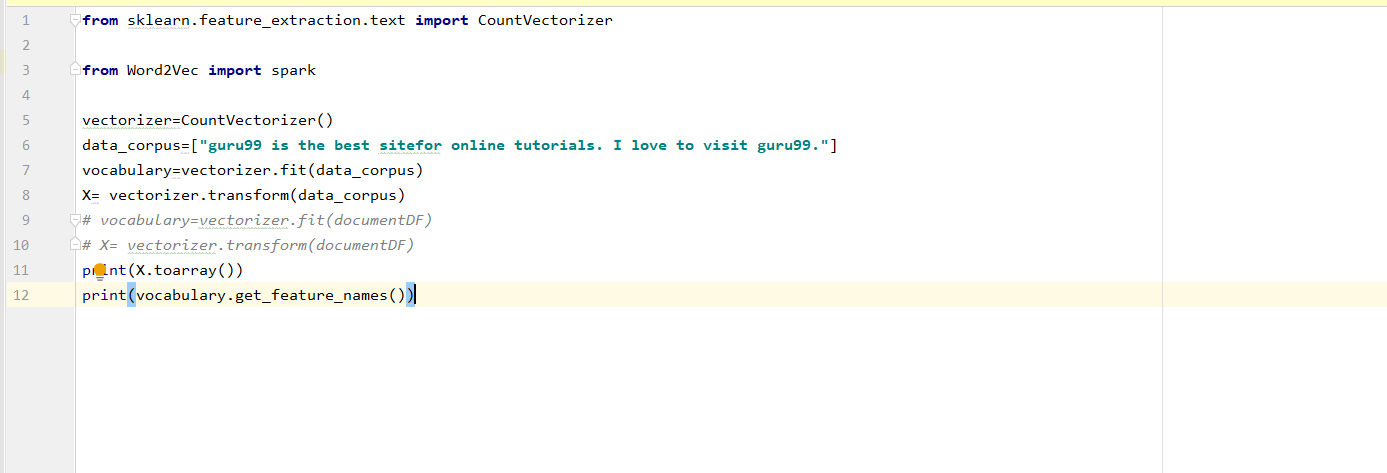 1 from sklearn.feature_extraction.text import CountVectorizer
2
3 from Word2Vec import spark
4
5 vectorizer=CountVectorizer()
6 data_corpus=["guru99 is the best sitefor online tutorials. I love to visit guru99."]
7 vocabulary=vectorizer.fit(data_corpus)
8 X= vectorizer.transform(data_corpus)
9 # vocabulary=vectorizer.fit(documentDF)
10 # X= vectorizer.transform(documentDF)
11 print(X.toarray())
12 print(vocabulary.get_feature_names())